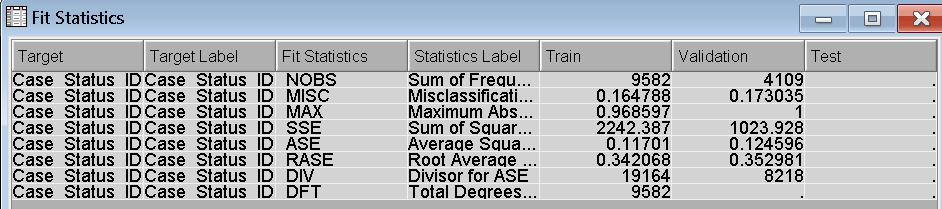 Fit Statistics
Target Target Label Fit Statistics Statistics Label Train Validation Test
Case Status ID Case Status ID NOBS Sum of Frequ... 9582 4109 .
Case Status ID Case Status ID MISC Misclassificati... 0.164788 0.173035 .
Case Status ID Case Status ID MAX Maximum Abs... 0.968597 1 .
Case Status ID Case Status ID SSE Sum of Squar... 2242.387 1023.928 .
Case Status ID Case Status ID ASE Average Squa... 0.11701 0.124596 .
Case Status ID Case Status ID RASE Root Average ... 0.342068 0.352981 .
Case Status ID Case Status ID DIV Divisor for ASE 19164 8218 .
Case Status ID Case Status ID DFT Total Degrees... 9582 . .